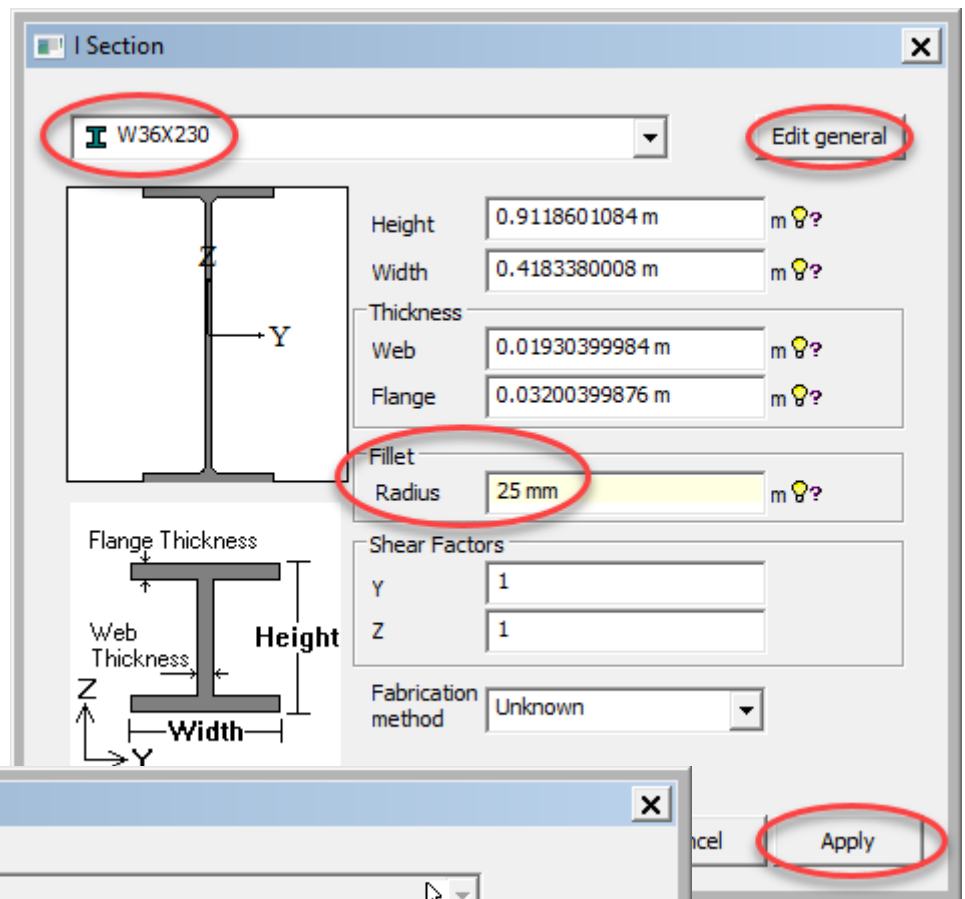 I Section
W36X230
Edit general
Z
Y
Height 0.9118601084 m m ?
Width 0.4183380008 m m ?
Thickness
Web 0.01930399984 m m ?
Flange 0.03200399876 m m ?
Fillet
Radius 25 mm m ?
Shear Factors
Y 1
Z 1
Fabrication
method Unknown
Flange Thickness
Web
Thickness
Height
Z
Width
Y
ncel Apply